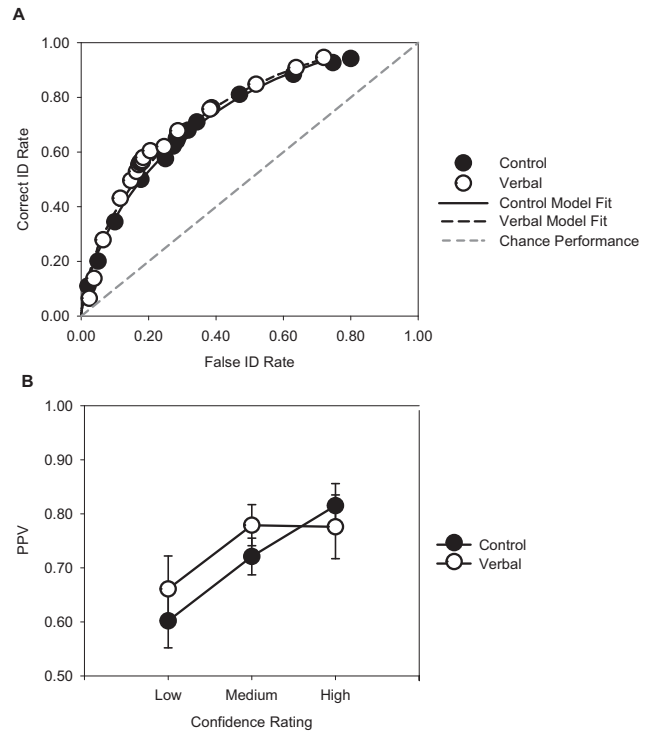 A
1.00
0.80
0.60
0.40
0.20
0.00
Correct ID Rate
0.00 0.20 0.40 0.60 0.80 1.00
False ID Rate
Control
Verbal
Control Model Fit
Verbal Model Fit
Chance Performance
B
1.00
0.90
0.80
0.70
0.60
0.50
PPV
Low Medium High
Confidence Rating
Control
Verbal